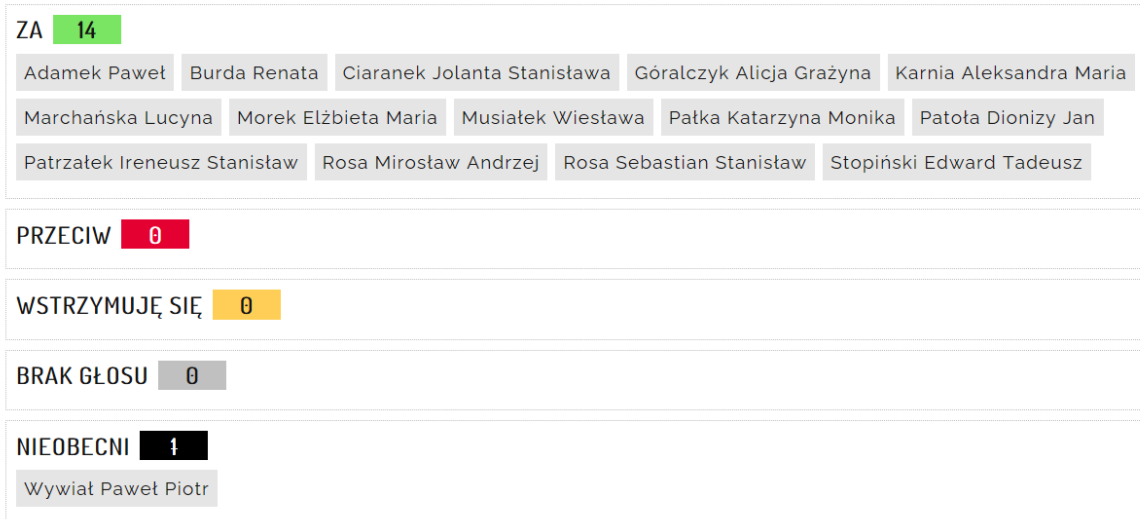 ZA 14
Adamek Paweł Burda Renata Ciaranek Jolanta Stanisława Góralczyk Alicja Grażyna Karnia Aleksandra Maria
Marchańska Lucyna Morek Elżbieta Maria Musiałek Wiesława Pałka Katarzyna Monika Patoła Dionizy Jan
Patrzałek Ireneusz Stanisław Rosa Mirosław Andrzej Rosa Sebastian Stanisław Stopiński Edward Tadeusz
PRZECIW 0
WSTRZYMUJĘ SIĘ 0
BRAK GŁOSU 0
NIEOBECNI 1
Wywiał Paweł Piotr